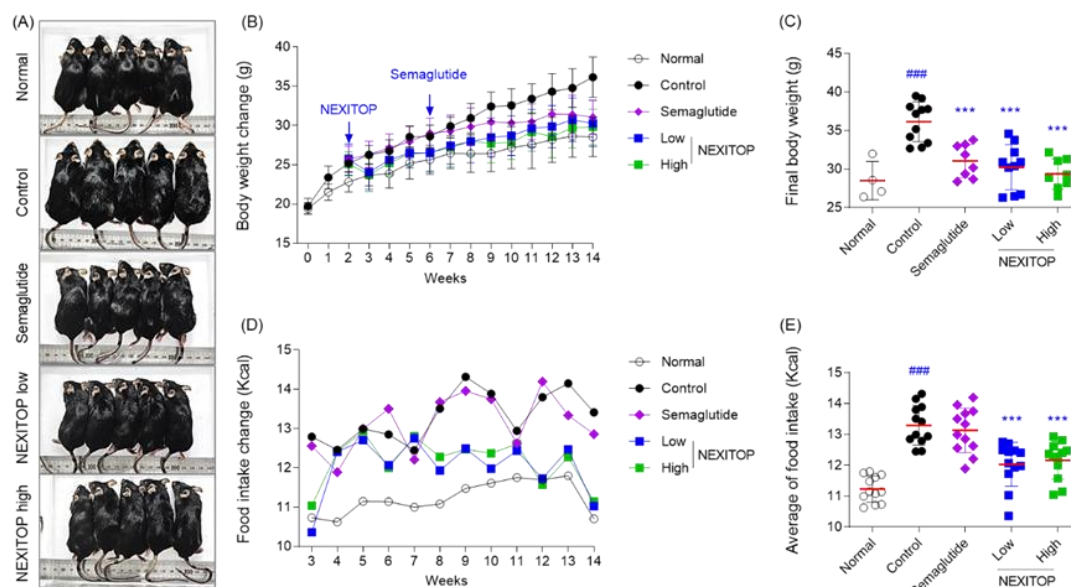 (A)
Normal
Control
Semaglutide
NEXITOP low
NEXITOP high
(B)
Body weight change (g)
40
35
30
25
20
15
NEXITOP
Semaglutide
0 1 2 3 4 5 6 7 8 9 10 11 12 13 14
Weeks
Normal
Control
Semaglutide
Low
High
NEXITOP
(C)
Final body weight (g)
45
40
35
30
25
###
***
***
***
Normal
Control
Semaglutide
Low
High
NEXITOP
(D)
Food intake change (Kcal)
15
14
13
12
11
10
3 4 5 6 7 8 9 10 11 12 13 14
Weeks
Normal
Control
Semaglutide
Low
High
NEXITOP
(E)
Average of food intake (Kcal)
15
14
13
12
11
10
###
***
***
Normal
Control
Semaglutide
Low
High
NEXITOP